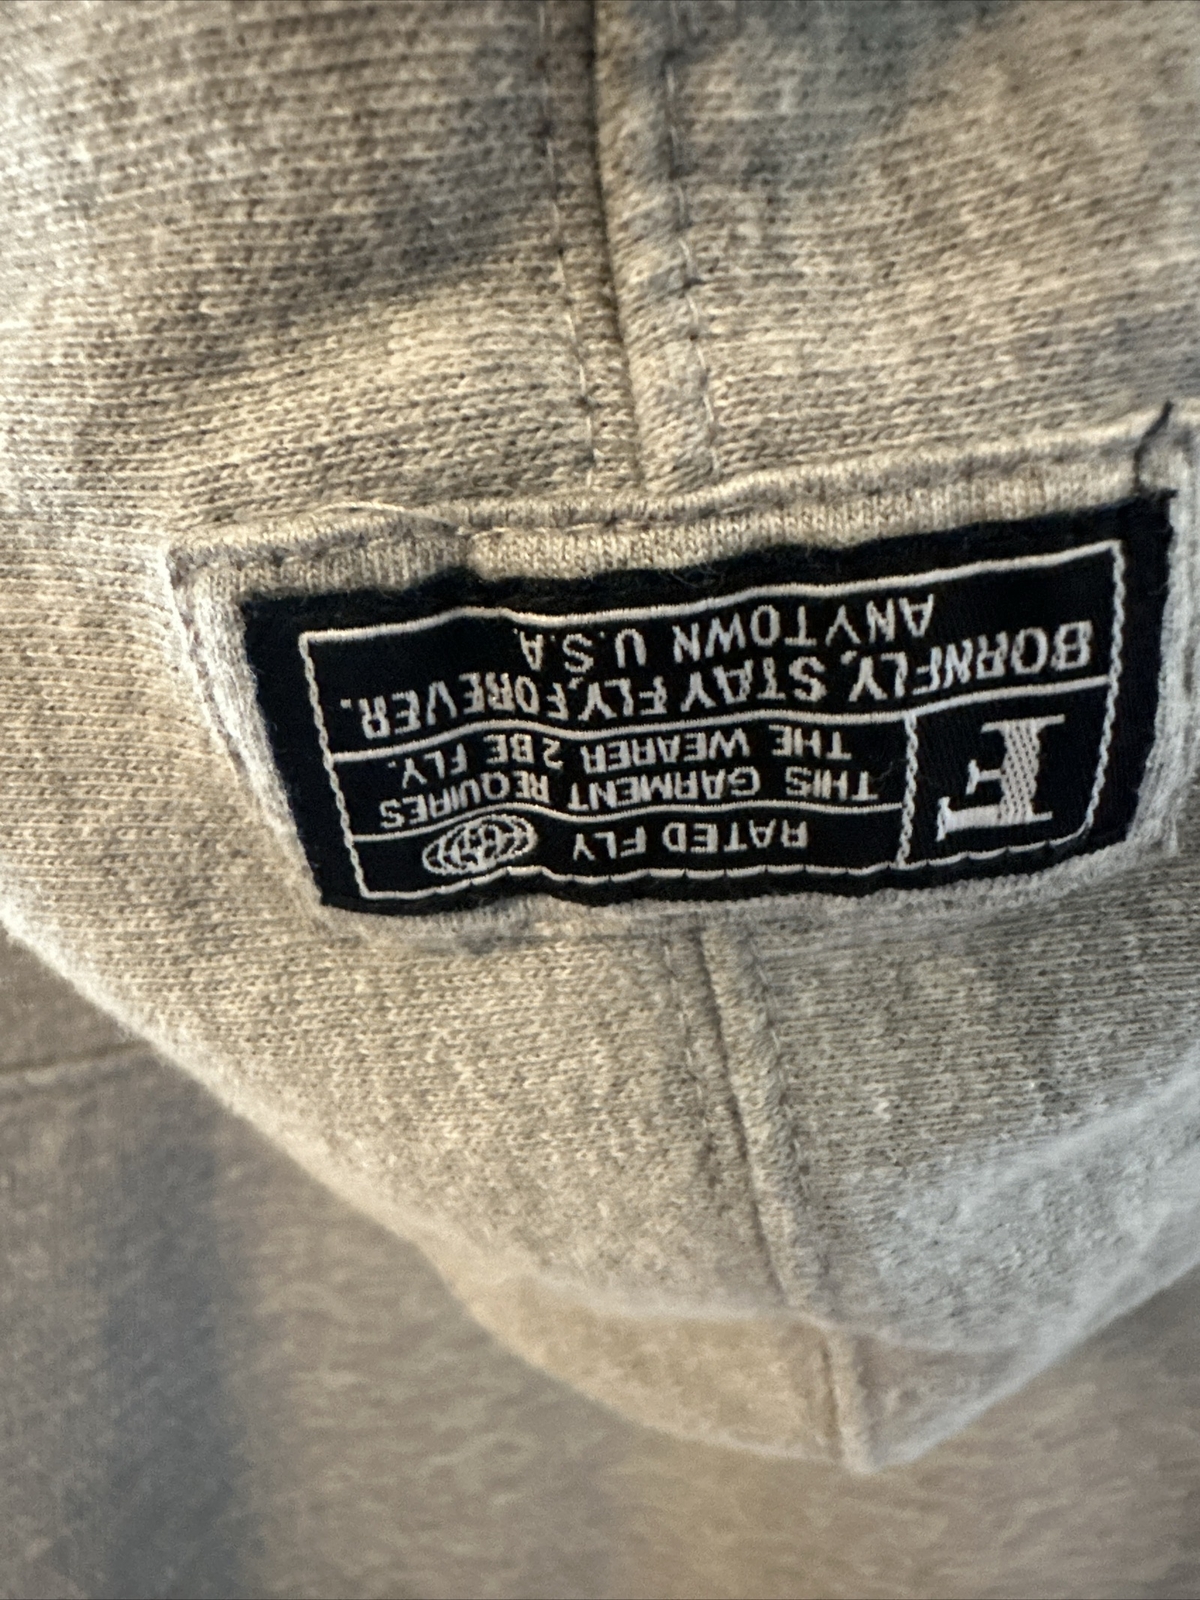 F
RATED FLY
THIS GARMENT REQUIRES
THE WEARER 2BE FLY.
BORNFLY, STAY FLY, FOREVER.
ANYTOWN U.S.A.